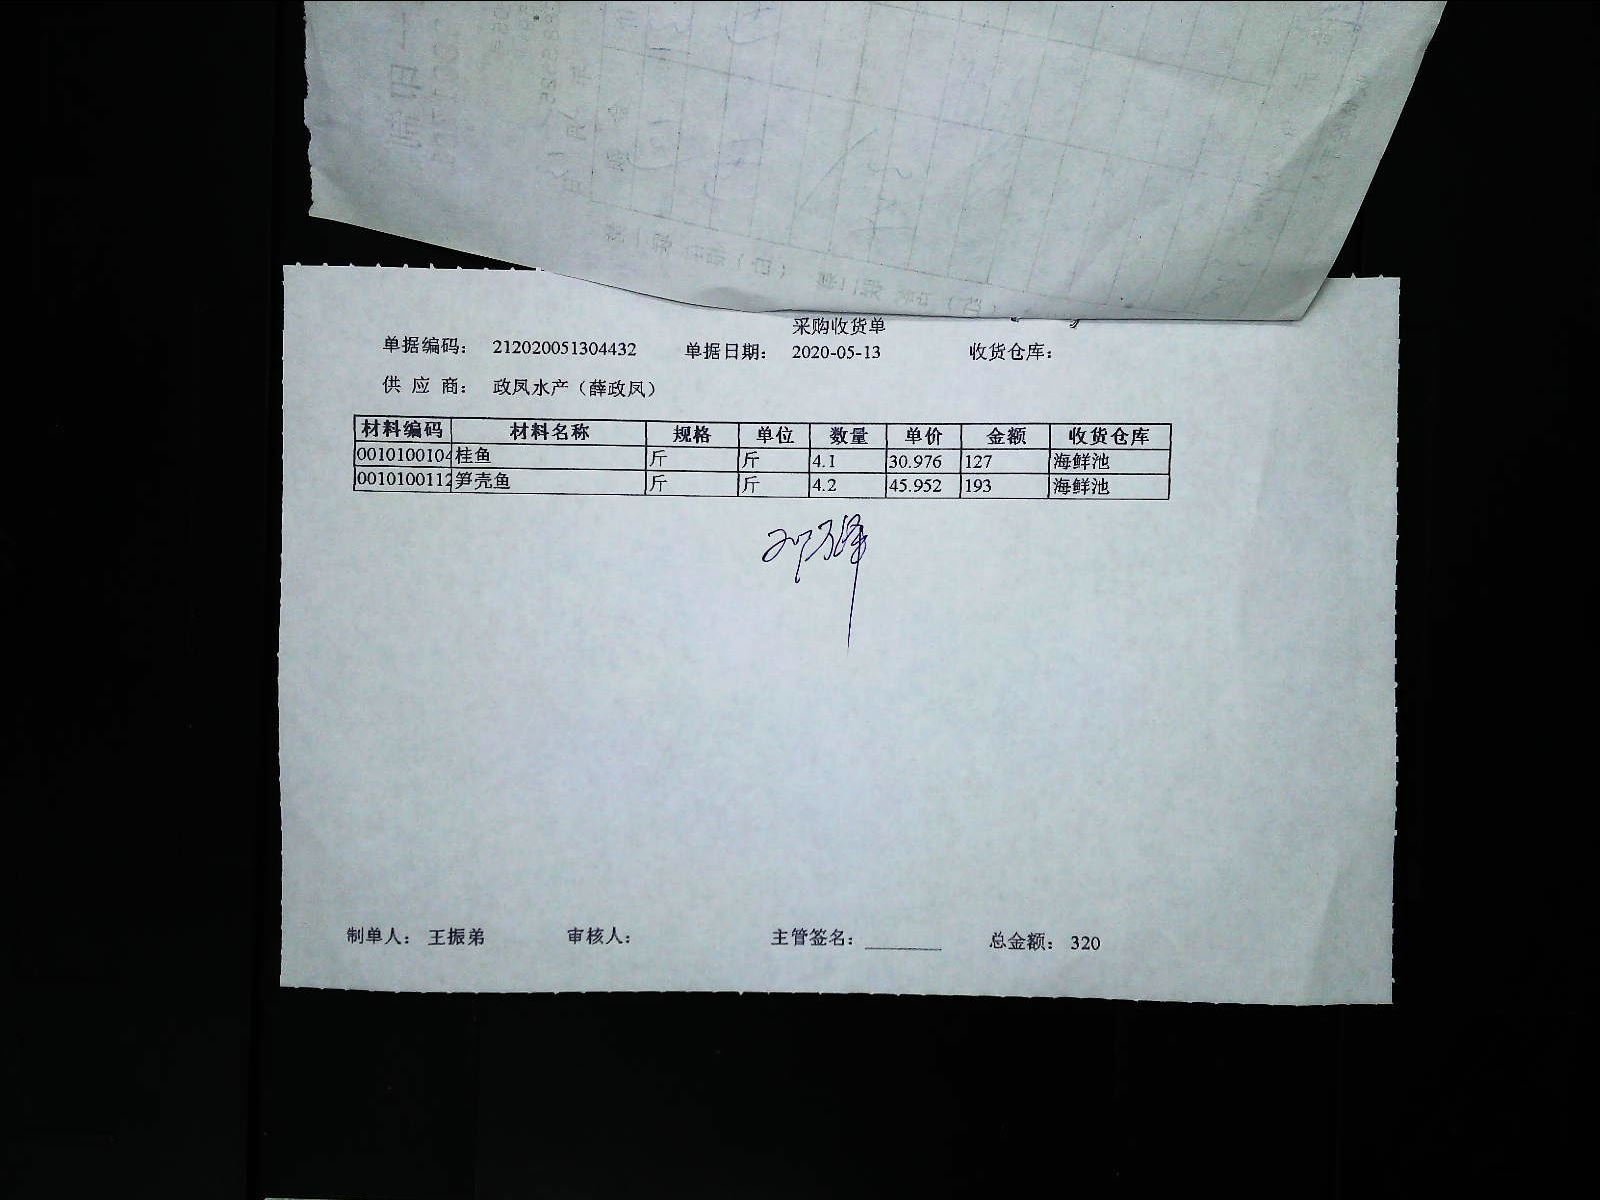 采购收货单
单据编码： 212020051304432 单据日期： 2020-05-13 收货仓库：
供 应 商： 政凤水产（薛政凤）
材料编码 材料名称 规格 单位 数量 单价 金额 收货仓库
0010100104 桂鱼 斤 斤 4.1 30.976 127 海鲜池
0010100112 笋壳鱼 斤 斤 4.2 45.952 193 海鲜池
制单人： 王振弟 审核人： 主管签名： 总金额： 320